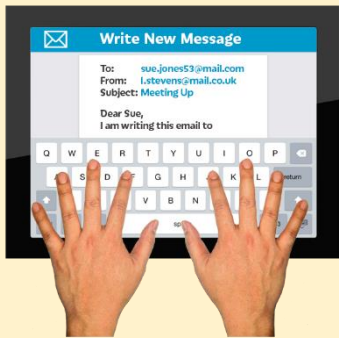 Write New Message
To: sue.jones53@mail.com
From: l.stevens@mail.co.uk
Subject: Meeting Up
Dear Sue,
I am writing this email to
Q W E R T Y U I O P
A S D F G H J K L return
V B N